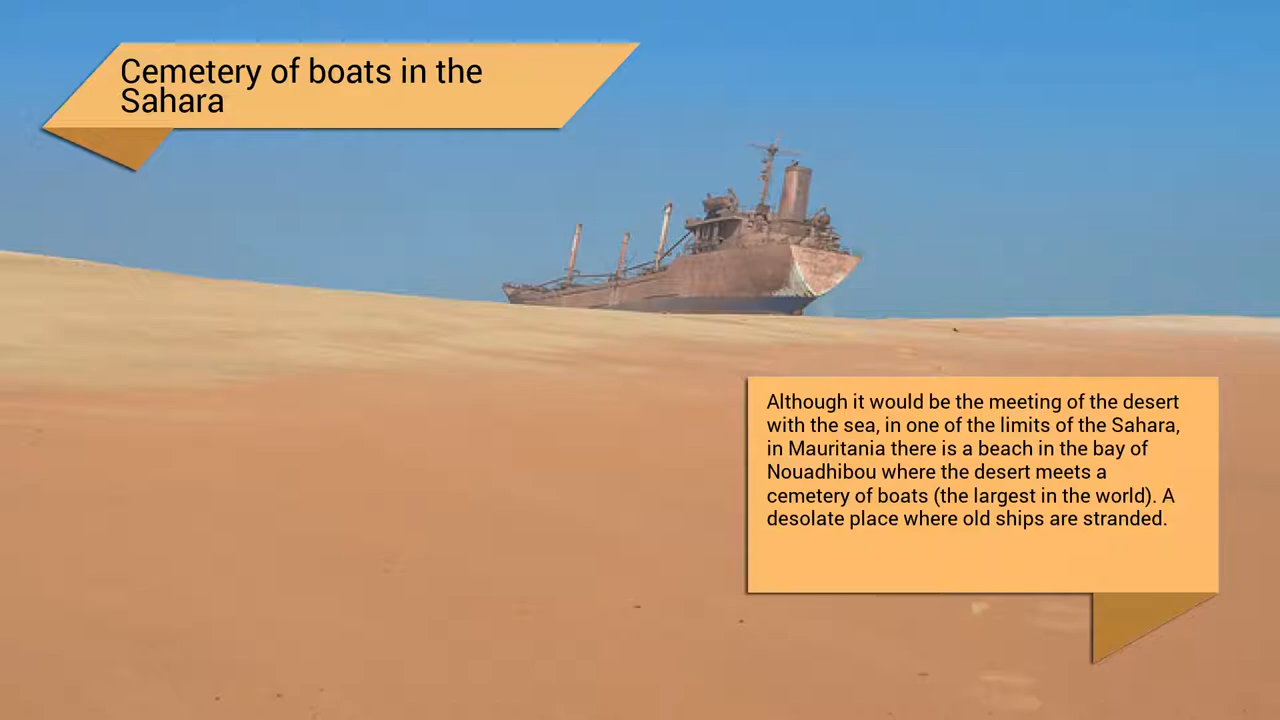 Cemetery of boats in the
Sahara
Although it would be the meeting of the desert
with the sea, in one of the limits of the Sahara,
in Mauritania there is a beach in the bay of
Nouadhibou where the desert meets a
cemetery of boats (the largest in the world). A
desolate place where old ships are stranded.